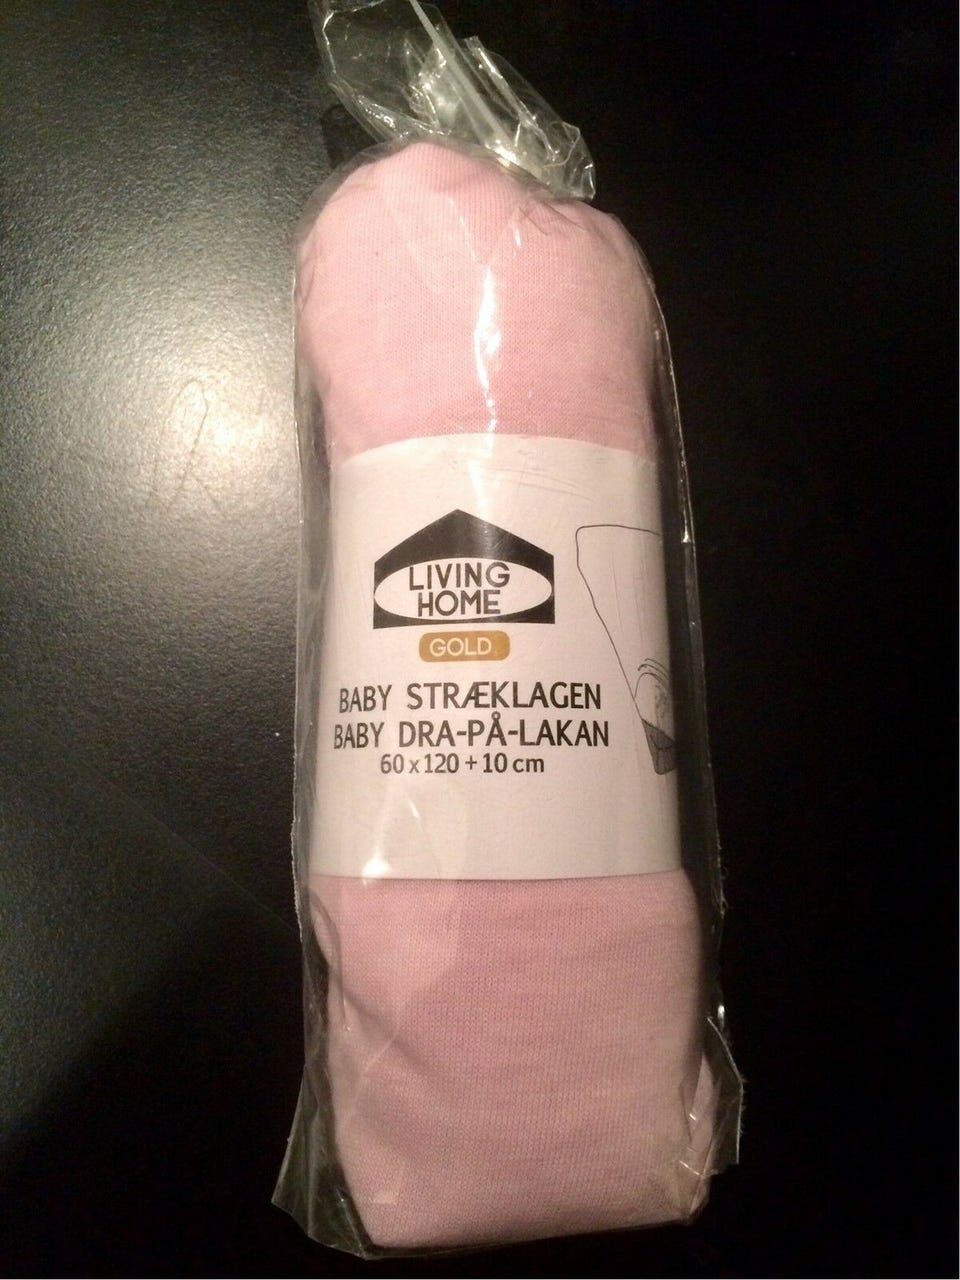 LIVING
HOME
GOLD
BABY STRÆKLAGEN
BABY DRA-PÅ-LAKAN
60 x 120 + 10 cm